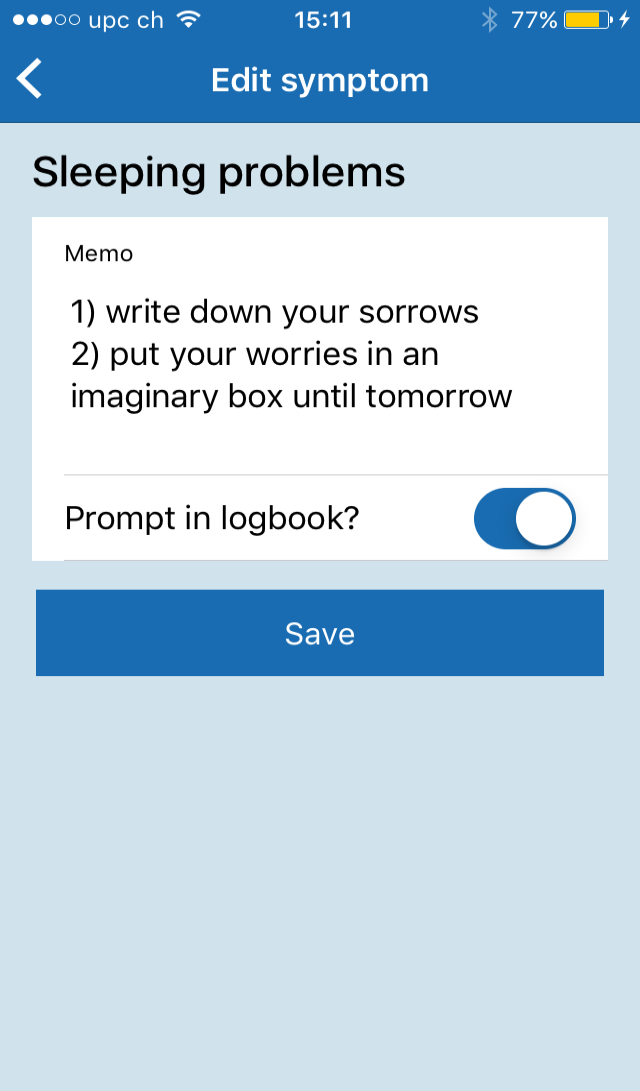 upc ch 15:11 77%
Edit symptom
Sleeping problems
Memo
1) write down your sorrows
2) put your worries in an
imaginary box until tomorrow
Prompt in logbook?
Save